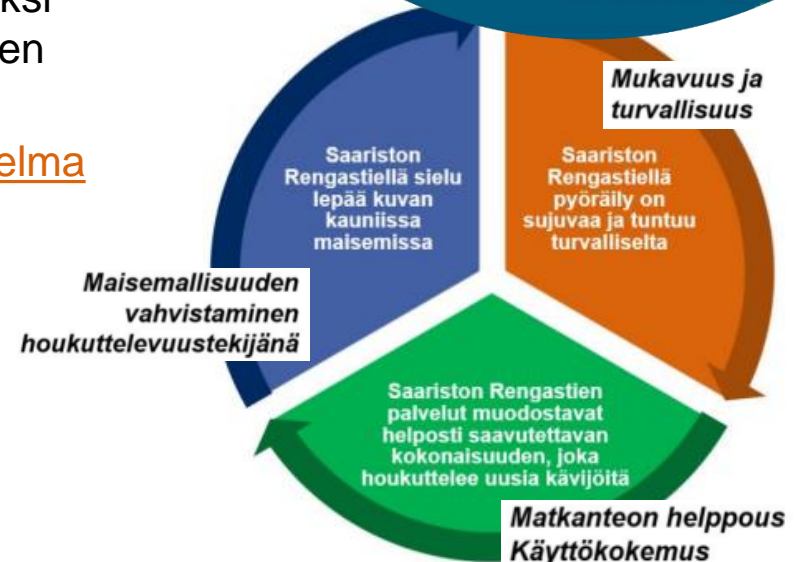 ksi
en
elma
Mukavuus ja
turvallisuus
Saariston
Rengastiellä sielu
lepää kuvan
kauniissa
maisemissa
Saariston
Rengastiellä
pyöräily on
sujuvaa ja tuntuu
turvalliselta
Maisemallisuuden
vahvistaminen
houkuttelevuustekijänä
Saariston Rengastien
palvelut muodostavat
helposti saavutettavan
kokonaisuuden, joka
houkuttelee uusia kävijöitä
Matkanteon helppous
Käyttökokemus